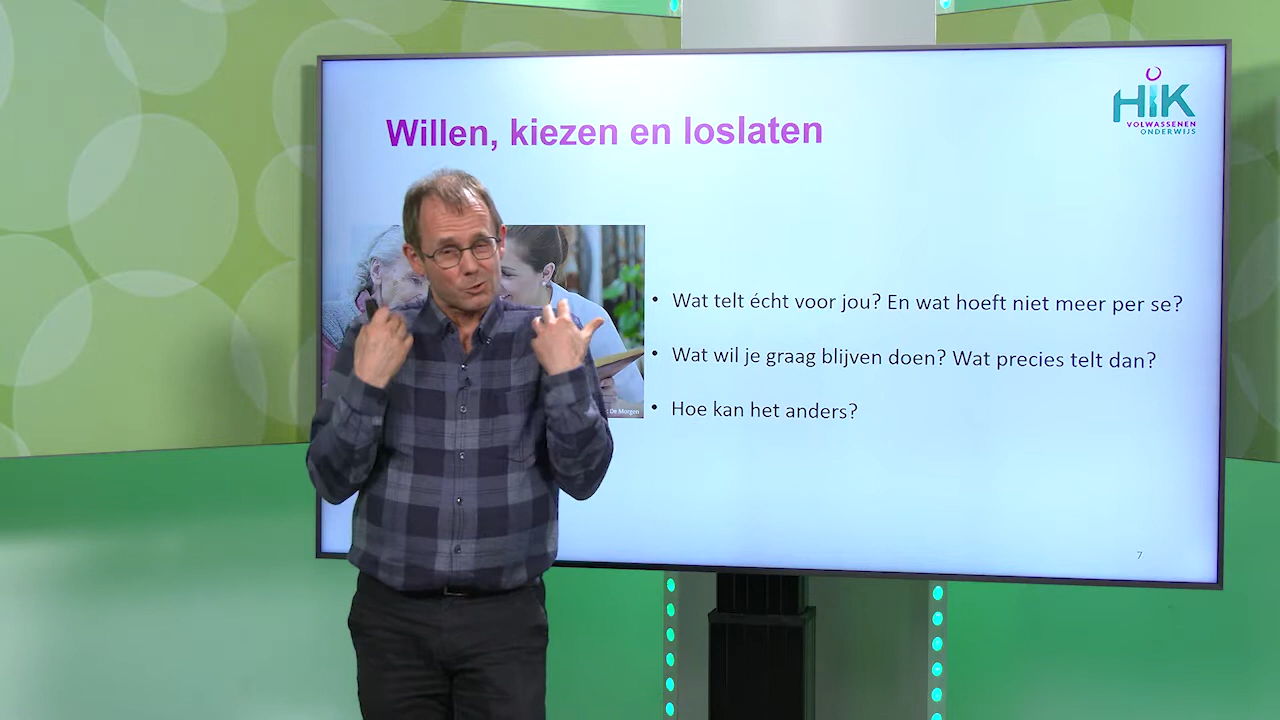 HiK
VOLWASSENEN
ONDERWIJS
Willen, kiezen en loslaten
• Wat telt écht voor jou? En wat hoeft niet meer per se?
• Wat wil je graag blijven doen? Wat precies telt dan?
• Hoe kan het anders?
De Morgen
7